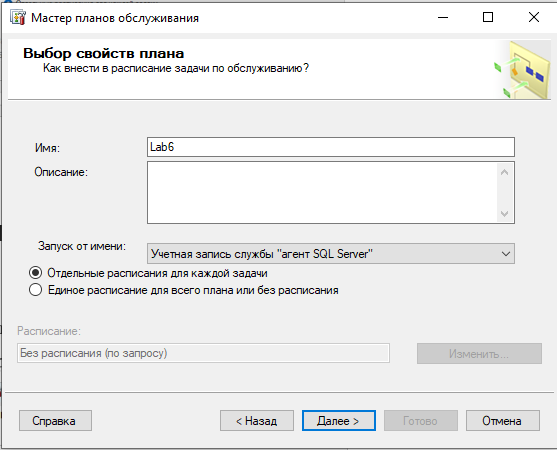 Мастер планов обслуживания
Выбор свойств плана
Как внести в расписание задачи по обслуживанию?
Имя: Lab6
Описание:
Запуск от имени: Учетная запись службы "агент SQL Server"
Отдельные расписания для каждой задачи
Единое расписание для всего плана или без расписания
Расписание:
Без расписания (по запросу) Изменить...
Справка < Назад Далее > Готово Отмена